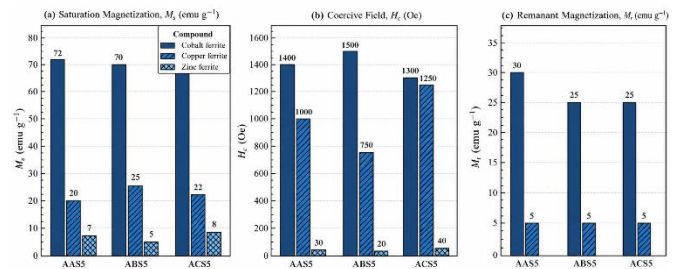 (a) Saturation Magnetization, Ms (emu g⁻¹)
Ms (emu g⁻¹)
80
70
60
50
40
30
20
10
0
Compound
Cobalt ferrite
Copper ferrite
Zinc ferrite
72
20
7
70
25
5
22
8
AAS5
ABS5
ACS5
(b) Coercive Field, Hc (Oe)
Hc (Oe)
1600
1400
1200
1000
800
600
400
200
0
1400
1000
30
1500
750
20
1300
1250
40
AAS5
ABS5
ACS5
(c) Remanant Magnetization, Mr (emu g⁻¹)
Mr (emu g⁻¹)
35
30
25
20
15
10
5
0
30
5
25
5
25
5
AAS5
ABS5
ACS5